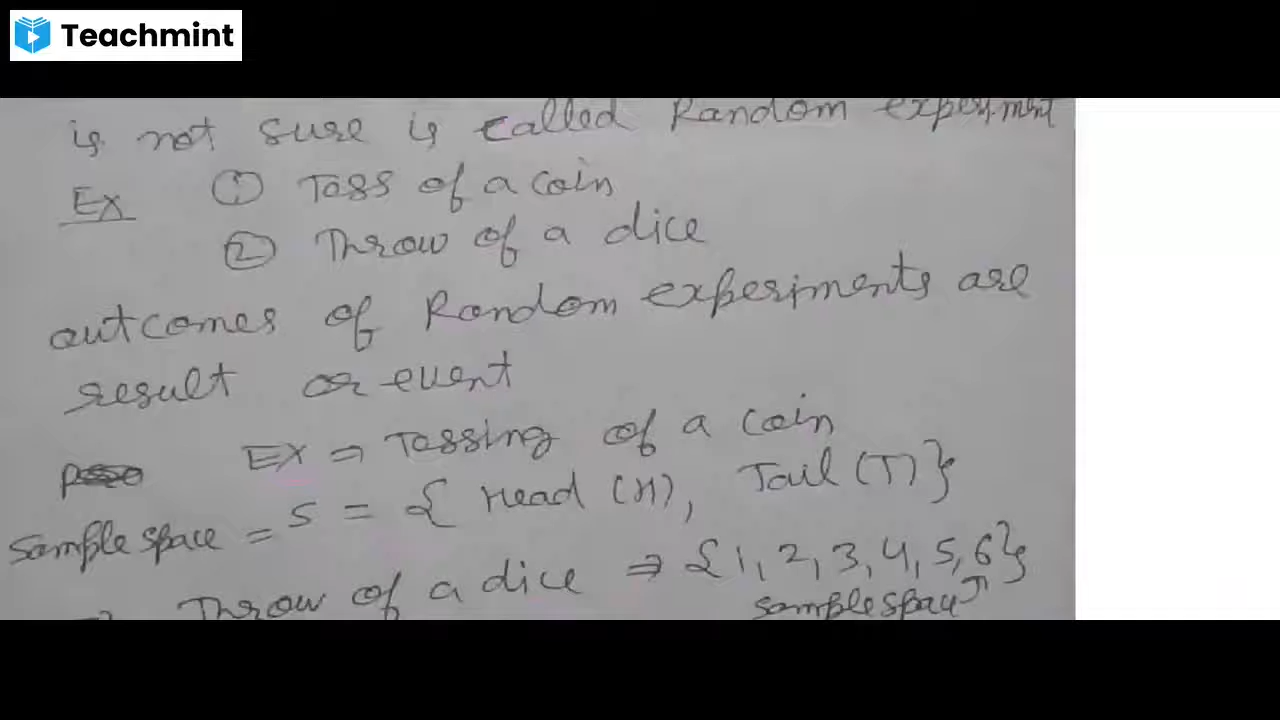 Teachmint
is not sure is called Random experiment
Ex ① Toss of a coin
② Throw of a dice
outcomes of Random experiments are
result or event
Ex ⇒ Tossing of a coin
Sample space = S = { Head (H), Tail (T) }
⇒ Throw of a dice ⇒ {1, 2, 3, 4, 5, 6}
sample space